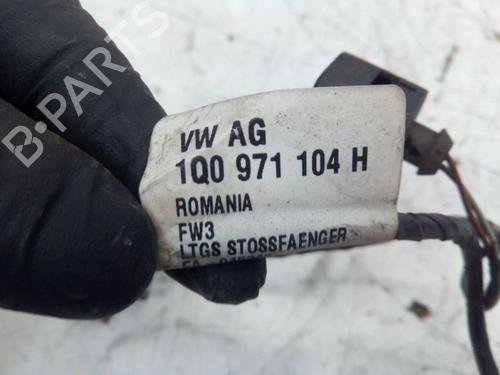 B-PARTS
VW AG
1Q0 971 104 H
ROMANIA
FW3
LTGS STOSSFAENGER